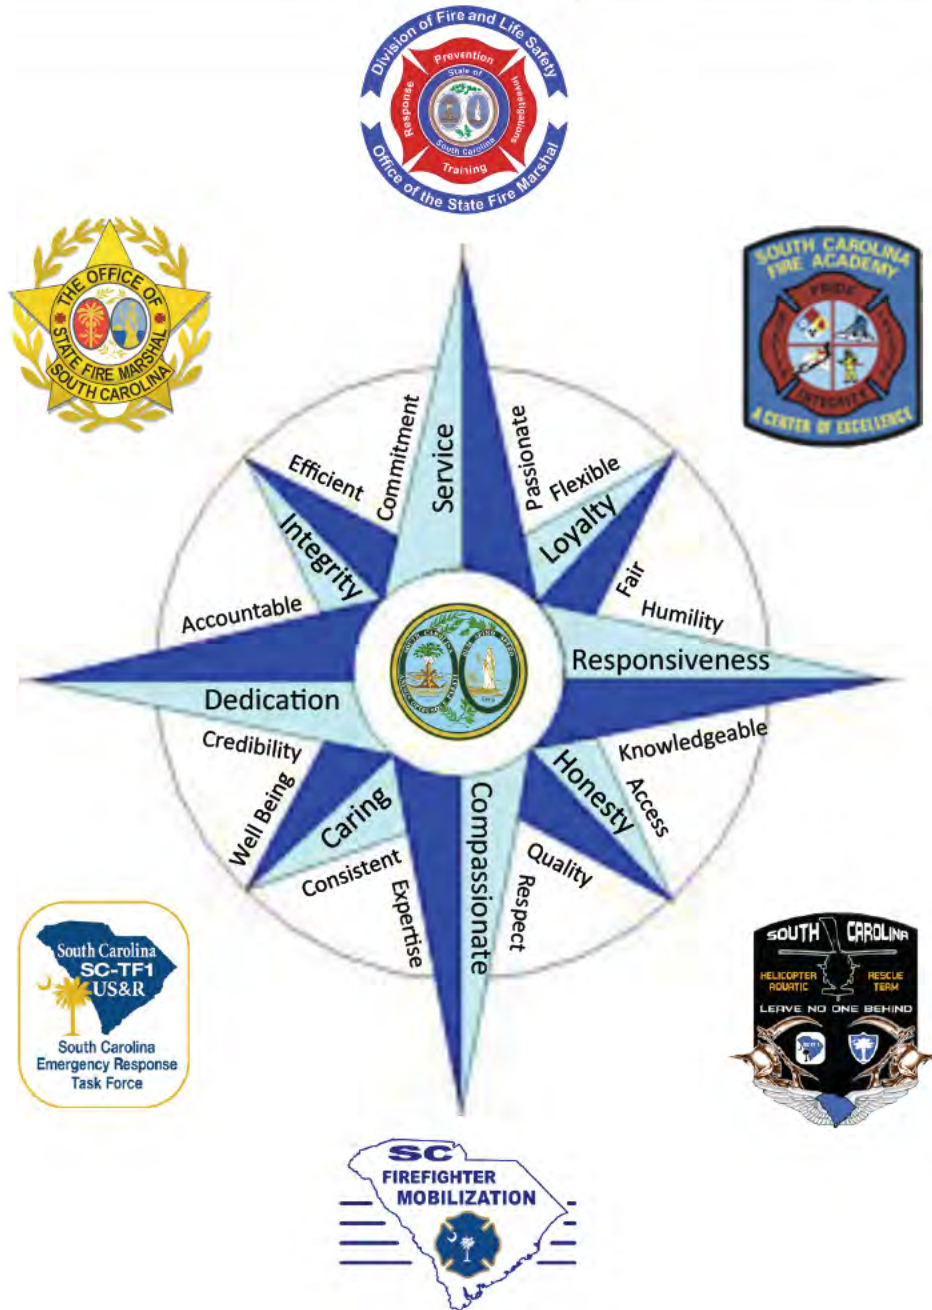 Division of Fire and Life Safety
Prevention
Response
Investigations
Training
State of
South Carolina
Office of the State Fire Marshal
THE OFFICE OF
STATE FIRE MARSHAL
SOUTH CAROLINA
SOUTH CAROLINA
FIRE ACADEMY
PRIDE
INTEGRITY
A CENTER OF EXCELLENCE
Service
Commitment
Passionate
Efficient
Flexible
Integrity
Loyalty
Fair
Accountable
Humility
Responsiveness
Dedication
SOUTH CAROLINA
Credibility
Knowledgeable
Well Being
Caring
Honesty
Access
Consistent
Expertise
Compassionate
Respect
Quality
South Carolina
SC-TF1
US&R
South Carolina
Emergency Response
Task Force
SOUTH CAROLINA
HELICOPTER
AQUATIC
RESCUE
TEAM
LEAVE NO ONE BEHIND
SC
FIREFIGHTER
MOBILIZATION